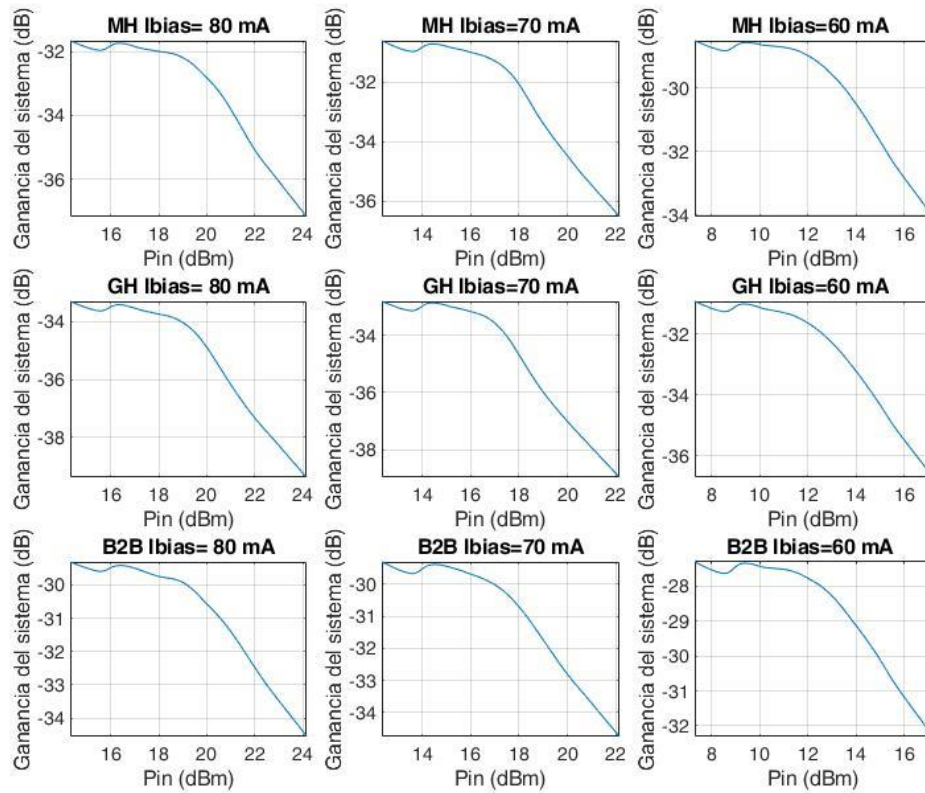 MH Ibias= 80 mA
Ganancia del sistema (dB)
-32
-34
-36
16 18 20 22 24
Pin (dBm)
MH Ibias=70 mA
Ganancia del sistema (dB)
-32
-34
-36
14 16 18 20 22
Pin (dBm)
MH Ibias=60 mA
Ganancia del sistema (dB)
-30
-32
-34
8 10 12 14 16
Pin (dBm)
GH Ibias= 80 mA
Ganancia del sistema (dB)
-34
-36
-38
16 18 20 22 24
Pin (dBm)
GH Ibias=70 mA
Ganancia del sistema (dB)
-34
-36
-38
14 16 18 20 22
Pin (dBm)
GH Ibias=60 mA
Ganancia del sistema (dB)
-32
-34
-36
8 10 12 14 16
Pin (dBm)
B2B Ibias= 80 mA
Ganancia del sistema (dB)
-30
-31
-32
-33
-34
16 18 20 22 24
Pin (dBm)
B2B Ibias=70 mA
Ganancia del sistema (dB)
-30
-31
-32
-33
-34
14 16 18 20 22
Pin (dBm)
B2B Ibias=60 mA
Ganancia del sistema (dB)
-28
-29
-30
-31
-32
8 10 12 14 16
Pin (dBm)